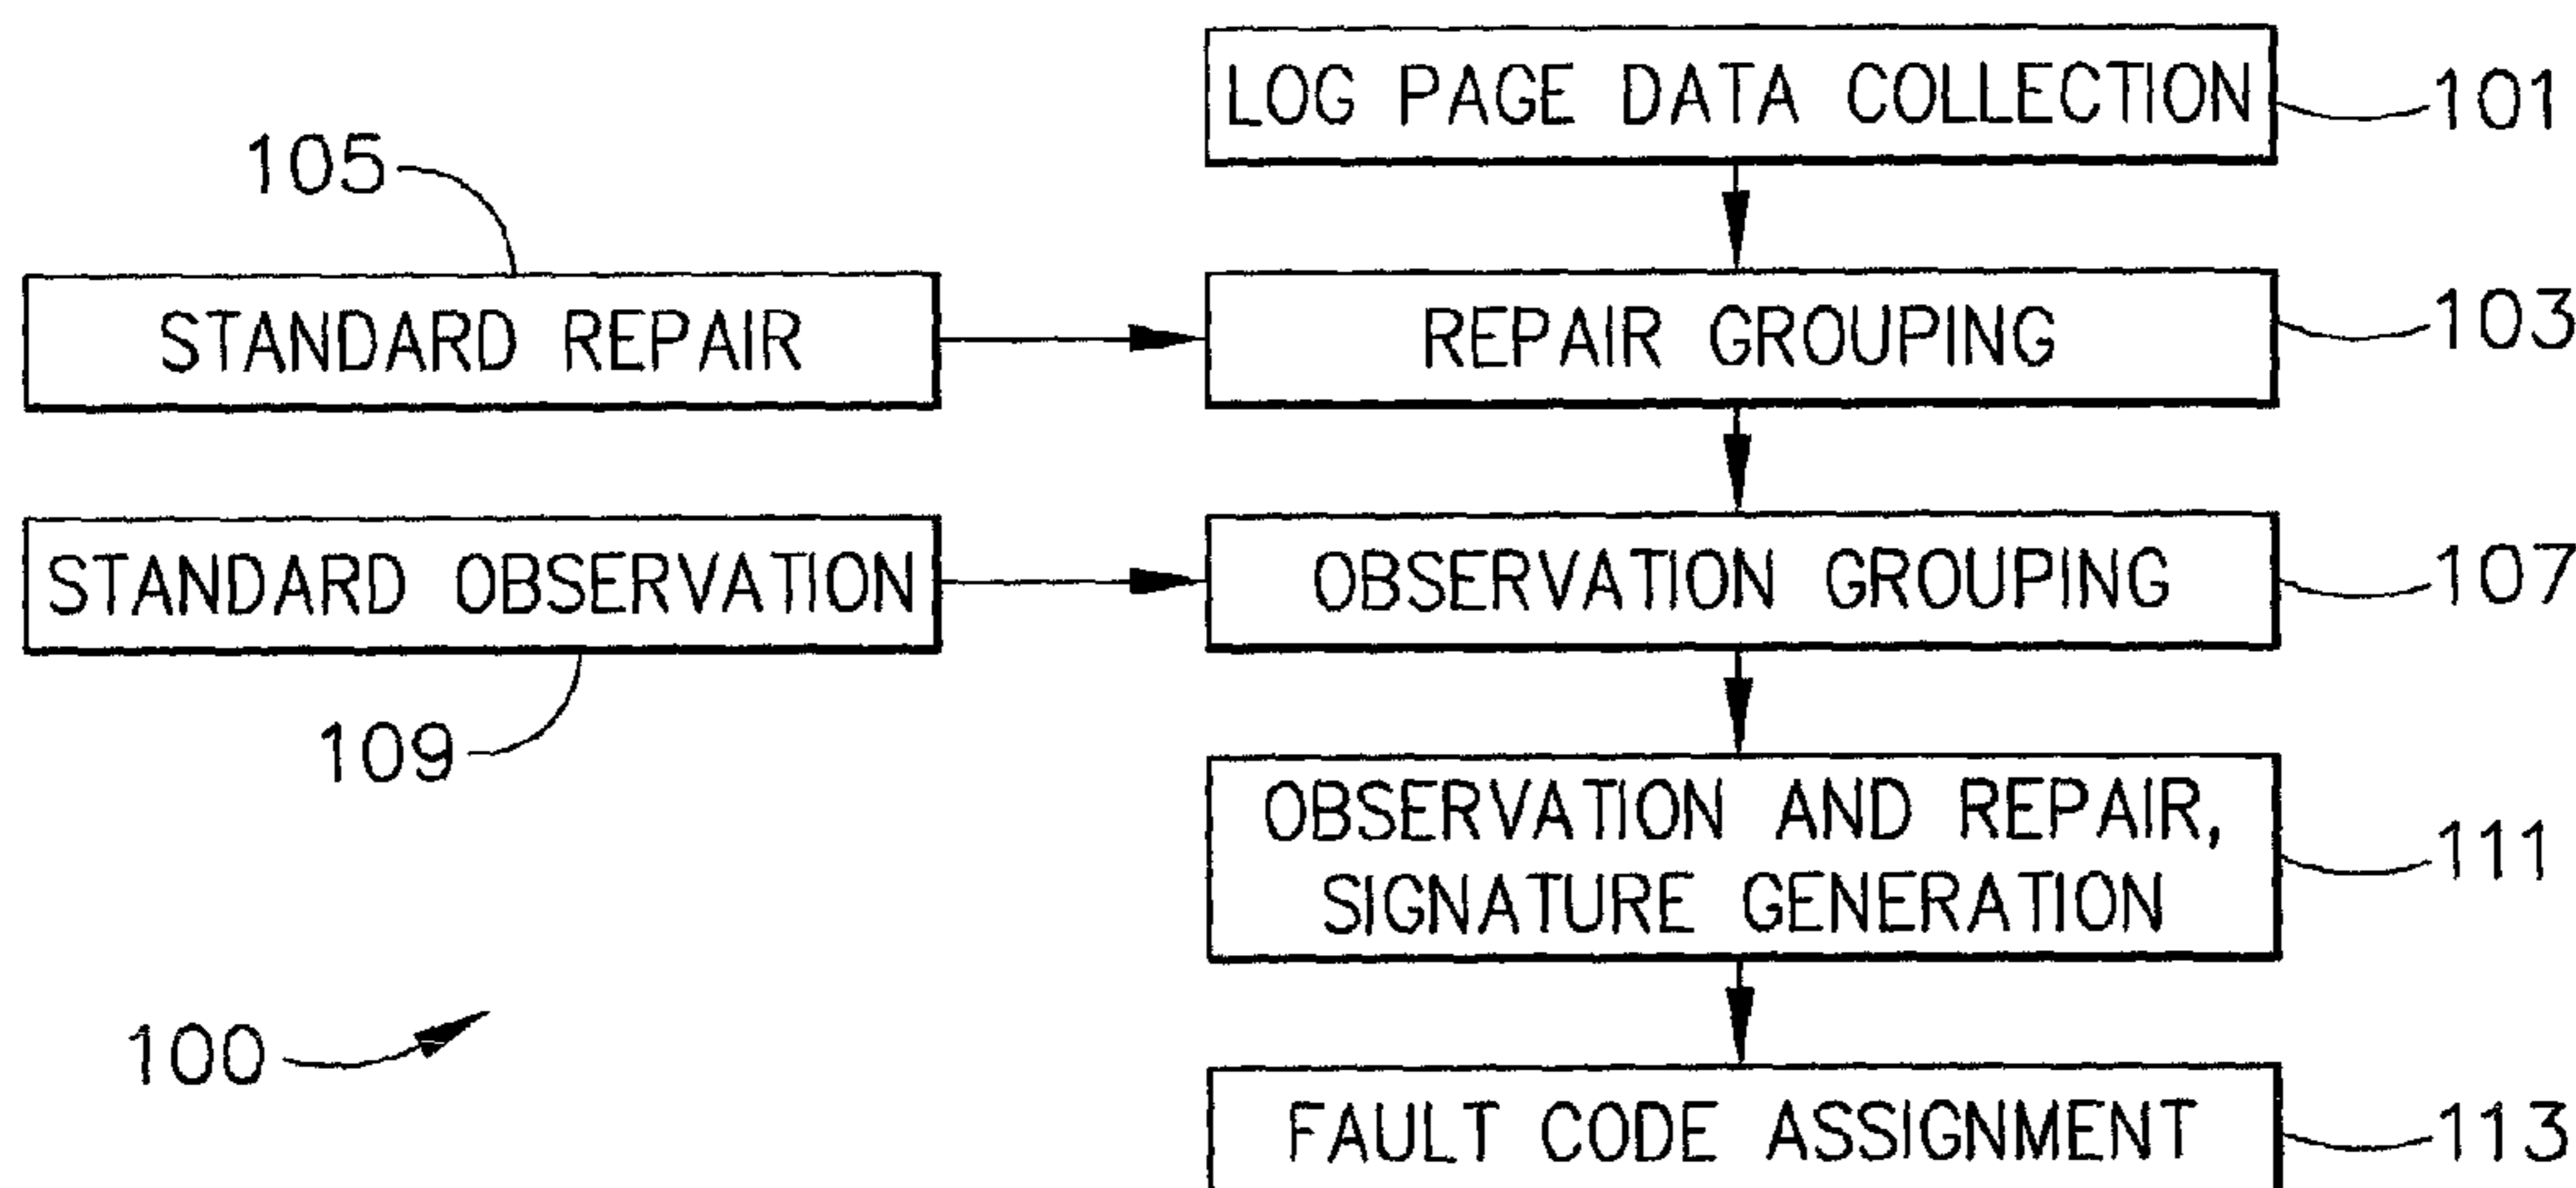 LOG PAGE DATA COLLECTION
101
105
STANDARD REPAIR
REPAIR GROUPING
103
STANDARD OBSERVATION
OBSERVATION GROUPING
107
109
OBSERVATION AND REPAIR,
SIGNATURE GENERATION
111
100
FAULT CODE ASSIGNMENT
113